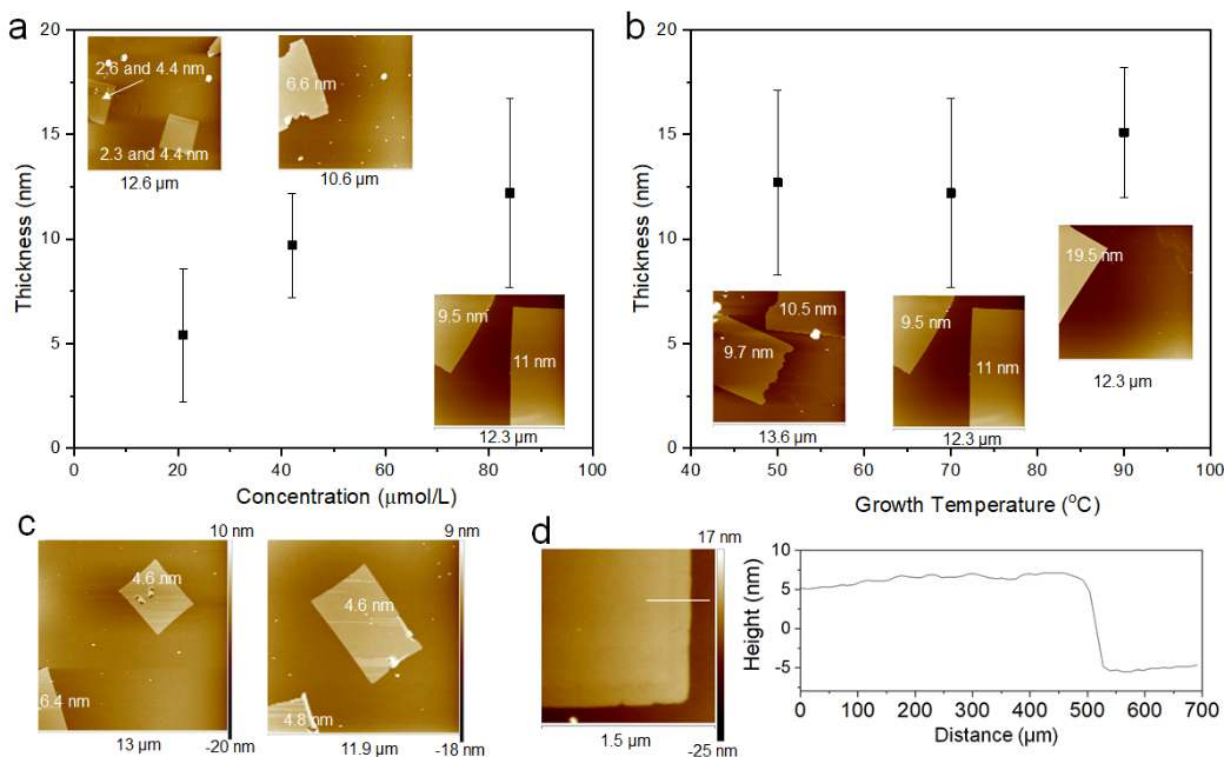 a
20
15
10
5
0
Thickness (nm)
0 20 40 60 80 100
Concentration (μmol/L)
2.6 and 4.4 nm
2.3 and 4.4 nm
12.6 μm
6.6 nm
10.6 μm
9.5 nm
11 nm
12.3 μm
b
20
15
10
5
0
Thickness (nm)
40 50 60 70 80 90 100
Growth Temperature (°C)
10.5 nm
9.7 nm
13.6 μm
9.5 nm
11 nm
12.3 μm
19.5 nm
12.3 μm
c
10 nm
4.6 nm
6.4 nm
13 μm
-20 nm
9 nm
4.6 nm
4.8 nm
11.9 μm
-18 nm
d
17 nm
1.5 μm
-25 nm
10
5
0
-5
Height (nm)
0 100 200 300 400 500 600 700
Distance (μm)